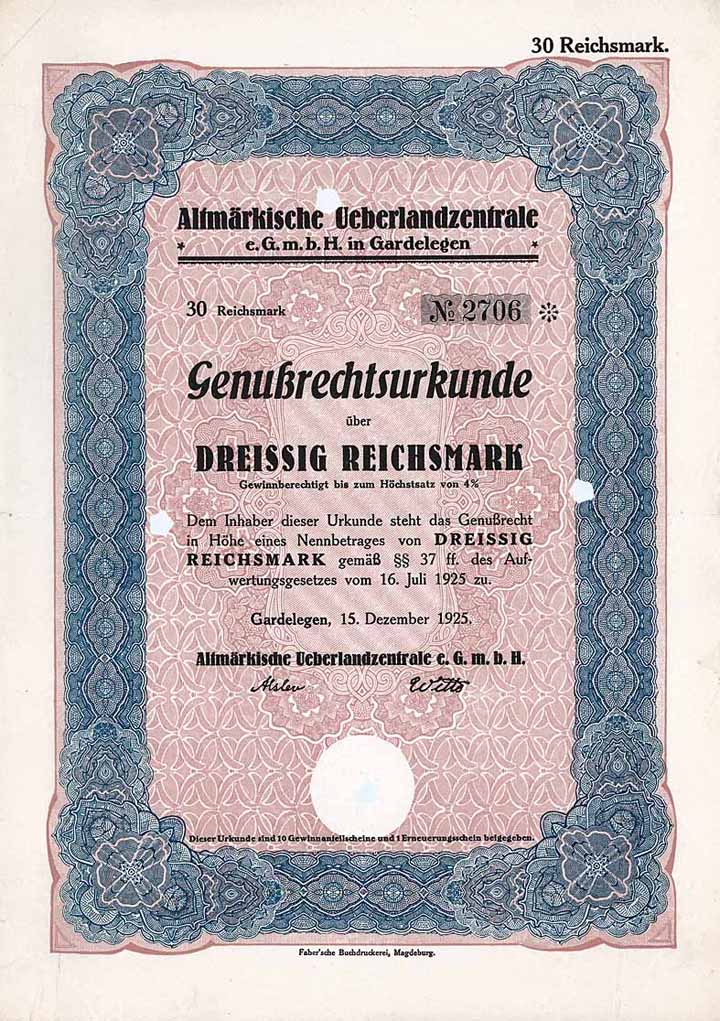 30 Reichsmark.
Altmärkische Ueberlandzentrale
* e. G. m. b. H. in Gardelegen *
30 Reichsmark № 2706
Genußrechtsurkunde
über
DREISSIG REICHSMARK
Gewinnberechtigt bis zum Höchstsatz von 4%
Dem Inhaber dieser Urkunde steht das Genußrecht
in Höhe eines Nennbetrages von DREISSIG
REICHSMARK gemäß §§ 37 ff. des Auf-
wertungsgesetzes vom 16. Juli 1925 zu.
Gardelegen, 15. Dezember 1925.
Altmärkische Ueberlandzentrale e. G. m. b. H.
Dieser Urkunde sind 10 Gewinnanteilscheine und 1 Erneuerungsschein beigegeben.
Faber'sche Buchdruckerei, Magdeburg.